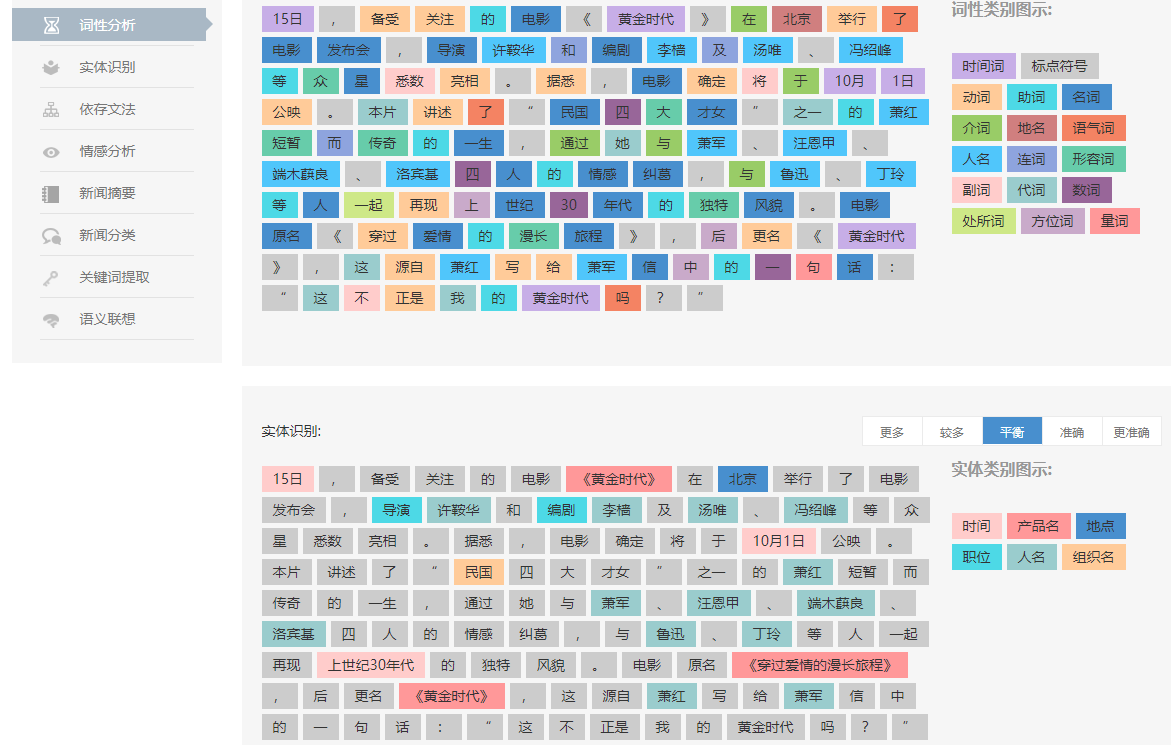 词性分析
实体识别
依存文法
情感分析
新闻摘要
新闻分类
关键词提取
语义联想
15日 ， 备受 关注 的 电影 《 黄金时代 》 在 北京 举行 了
电影 发布会 ， 导演 许鞍华 和 编剧 李樯 及 汤唯 、 冯绍峰
等 众 星 悉数 亮相 。 据悉 ， 电影 确定 将 于 10月 1日
公映 。 本片 讲述 了 “ 民国 四 大 才女 ” 之一 的 萧红
短暂 而 传奇 的 一生 ， 通过 她 与 萧军 、 汪恩甲 、
端木蕻良 、 洛宾基 四 人 的 情感 纠葛 ， 与 鲁迅 、 丁玲
等 人 一起 再现 上 世纪 30 年代 的 独特 风貌 。 电影
原名 《 穿过 爱情 的 漫长 旅程 》 ， 后 更名 《 黄金时代
》 ， 这 源自 萧红 写 给 萧军 信 中 的 一 句 话 ：
“ 这 不 正是 我 的 黄金时代 吗 ？ ”
词性类别图示:
时间词 标点符号
动词 助词 名词
介词 地名 语气词
人名 连词 形容词
副词 代词 数词
处所词 方位词 量词
实体识别:
更多 较多 平衡 准确 更准确
15日 ， 备受 关注 的 电影 《黄金时代》 在 北京 举行 了 电影
发布会 ， 导演 许鞍华 和 编剧 李樯 及 汤唯 、 冯绍峰 等 众
星 悉数 亮相 。 据悉 ， 电影 确定 将 于 10月1日 公映 。
本片 讲述 了 “ 民国 四 大 才女 ” 之一 的 萧红 短暂 而
传奇 的 一生 ， 通过 她 与 萧军 、 汪恩甲 、 端木蕻良 、
洛宾基 四 人 的 情感 纠葛 ， 与 鲁迅 、 丁玲 等 人 一起
再现 上世纪30年代 的 独特 风貌 。 电影 原名 《穿过爱情的漫长旅程》
， 后 更名 《黄金时代》 ， 这 源自 萧红 写 给 萧军 信 中
的 一 句 话 ： “ 这 不 正是 我 的 黄金时代 吗 ？ ”
实体类别图示:
时间 产品名 地点
职位 人名 组织名